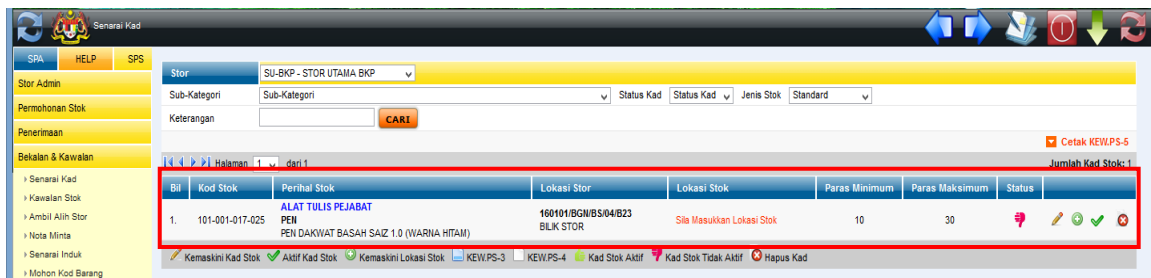 Senarai Kad
SPA HELP SPS
Stor Admin
Permohonan Stok
Penerimaan
Bekalan & Kawalan
Senarai Kad
Kawalan Stok
Ambil Alih Stor
Nota Minta
Senarai Induk
Mohon Kod Barang
Stor SU-BKP - STOR UTAMA BKP
Sub-Kategori Sub-Kategori Status Kad Status Kad Jenis Stok Standard
Keterangan CARI
Cetak KEW.PS-5
Halaman 1 dari 1 Jumlah Kad Stok: 1
Bil Kod Stok Perihal Stok Lokasi Stor Lokasi Stok Paras Minimum Paras Maksimum Status
ALAT TULIS PEJABAT
1. 101-001-017-025 PEN 160101/BGN/BS/04/B23 Sila Masukkan Lokasi Stok 10 30
PEN DAKWAT BASAH SAIZ 1.0 (WARNA HITAM) BILIK STOR
Kemaskini Kad Stok Aktif Kad Stok Kemaskini Lokasi Stok KEW.PS-3 KEW.PS-4 Kad Stok Aktif Kad Stok Tidak Aktif Hapus Kad